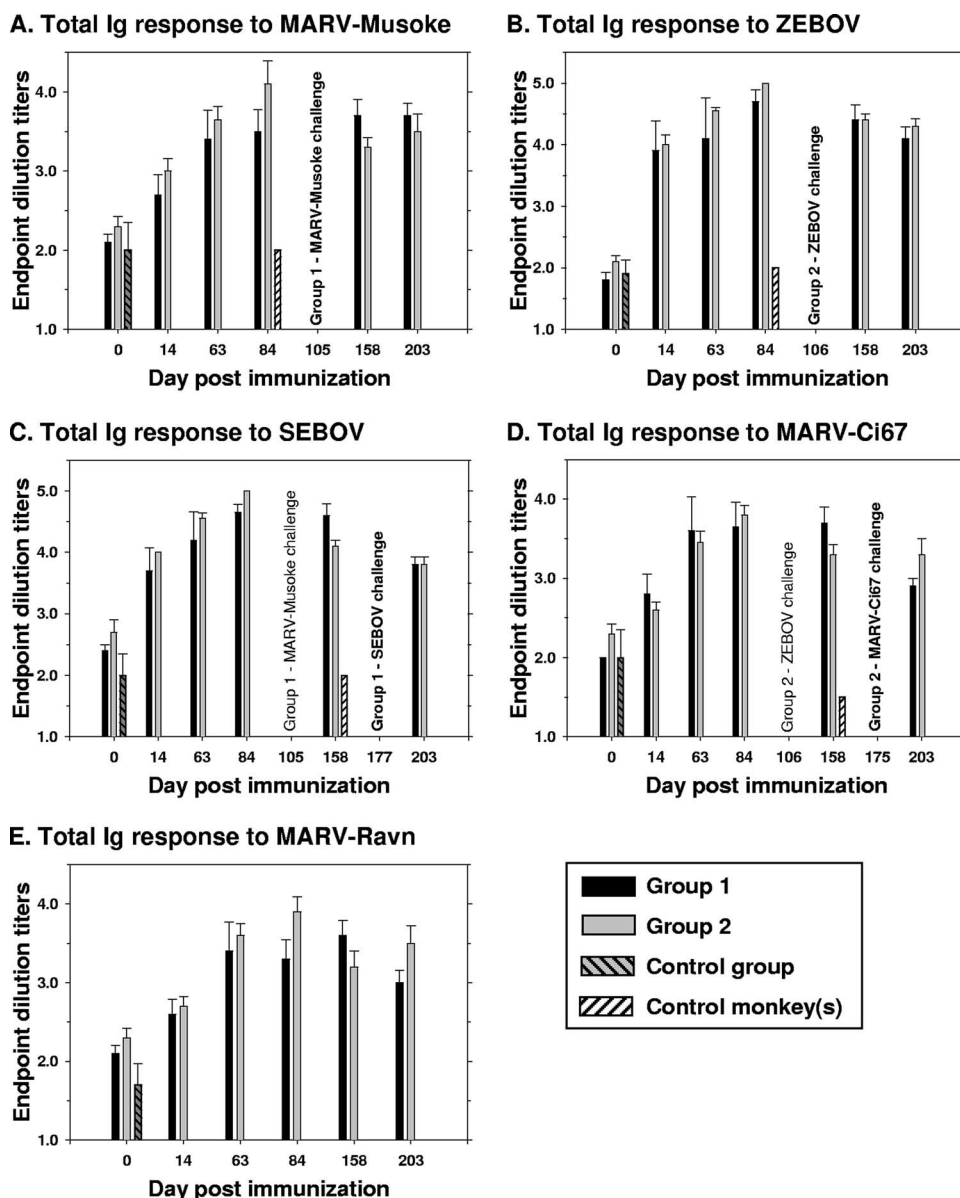 A. Total Ig response to MARV-Musoke
Endpoint dilution titers
4.0
3.0
2.0
1.0
Group 1 - MARV-Musoke challenge
0 14 63 84 105 158 203
Day post immunization
B. Total Ig response to ZEBOV
Endpoint dilution titers
5.0
4.0
3.0
2.0
1.0
Group 2 - ZEBOV challenge
0 14 63 84 106 158 203
Day post immunization
C. Total Ig response to SEBOV
Endpoint dilution titers
5.0
4.0
3.0
2.0
1.0
Group 1 - MARV-Musoke challenge
Group 1 - SEBOV challenge
0 14 63 84 105 158 177 203
Day post immunization
D. Total Ig response to MARV-Ci67
Endpoint dilution titers
4.0
3.0
2.0
1.0
Group 2 - ZEBOV challenge
Group 2 - MARV-Ci67 challenge
0 14 63 84 106 158 175 203
Day post immunization
E. Total Ig response to MARV-Ravn
Endpoint dilution titers
4.0
3.0
2.0
1.0
0 14 63 84 158 203
Day post immunization
Group 1
Group 2
Control group
Control monkey(s)